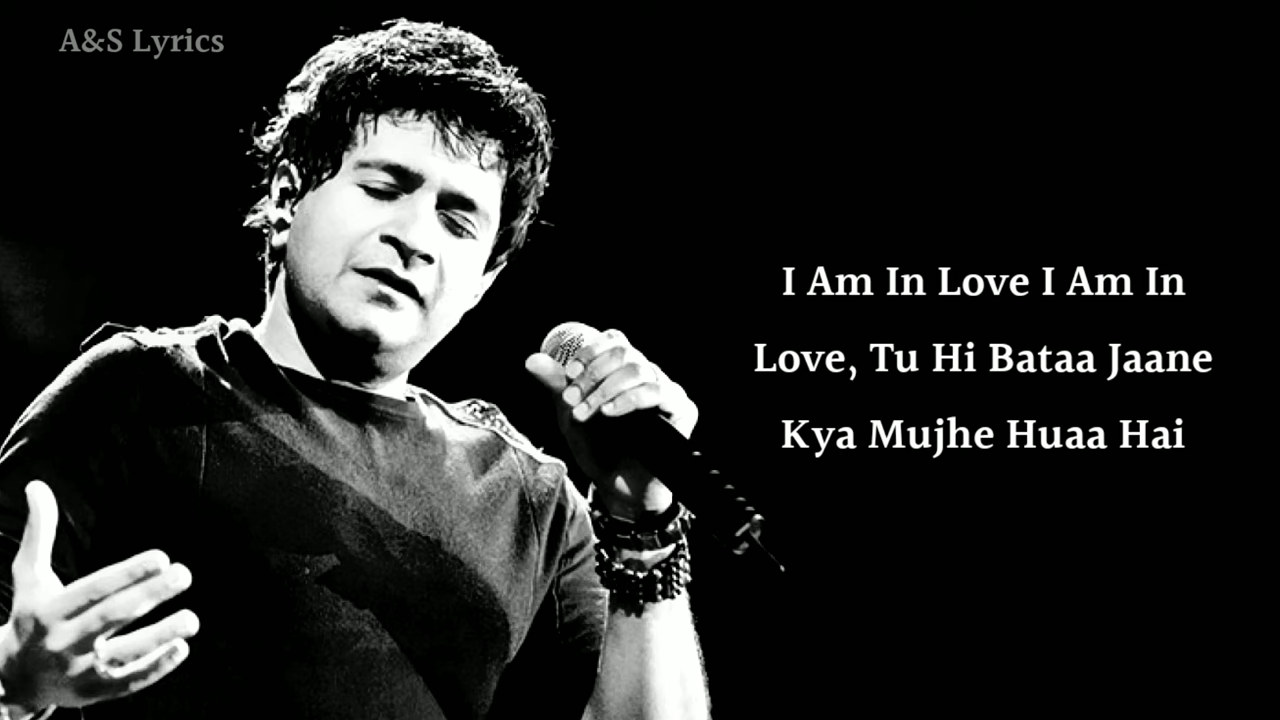 A&S Lyrics
I Am In Love I Am In
Love, Tu Hi Bataa Jaane
Kya Mujhe Huaa Hai